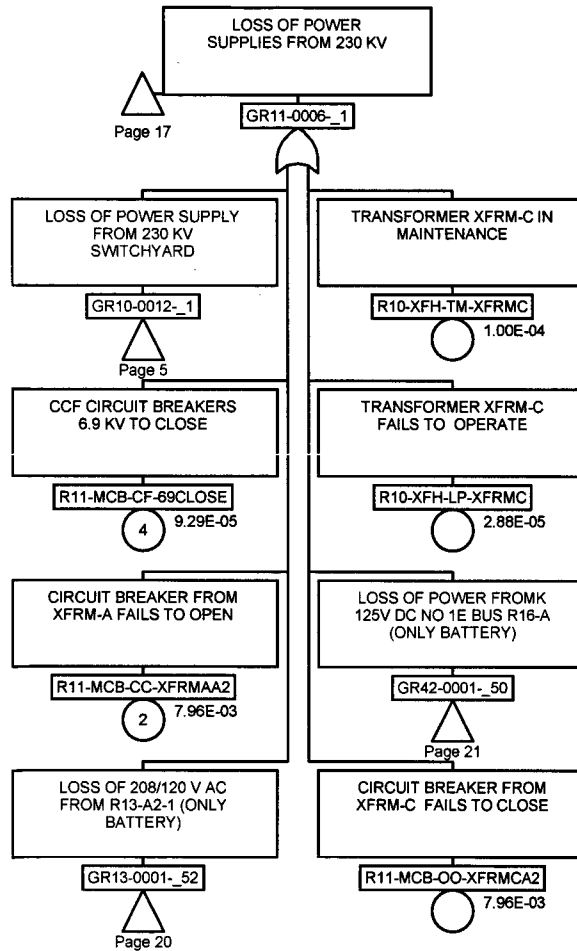 LOSS OF POWER
SUPPLIES FROM 230 KV
Page 17
GR11-0006-_1
LOSS OF POWER SUPPLY
FROM 230 KV
SWITCHYARD
GR10-0012-_1
Page 5
TRANSFORMER XFRM-C IN
MAINTENANCE
R10-XFH-TM-XFRMC
1.00E-04
CCF CIRCUIT BREAKERS
6.9 KV TO CLOSE
R11-MCB-CF-69CLOSE
4
9.29E-05
TRANSFORMER XFRM-C
FAILS TO OPERATE
R10-XFH-LP-XFRMC
2.88E-05
CIRCUIT BREAKER FROM
XFRM-A FAILS TO OPEN
R11-MCB-CC-XFRMAA2
2
7.96E-03
LOSS OF POWER FROMK
125V DC NO 1E BUS R16-A
(ONLY BATTERY)
GR42-0001-_50
Page 21
LOSS OF 208/120 V AC
FROM R13-A2-1 (ONLY
BATTERY)
GR13-0001-_52
Page 20
CIRCUIT BREAKER FROM
XFRM-C FAILS TO CLOSE
R11-MCB-OO-XFRMCA2
7.96E-03